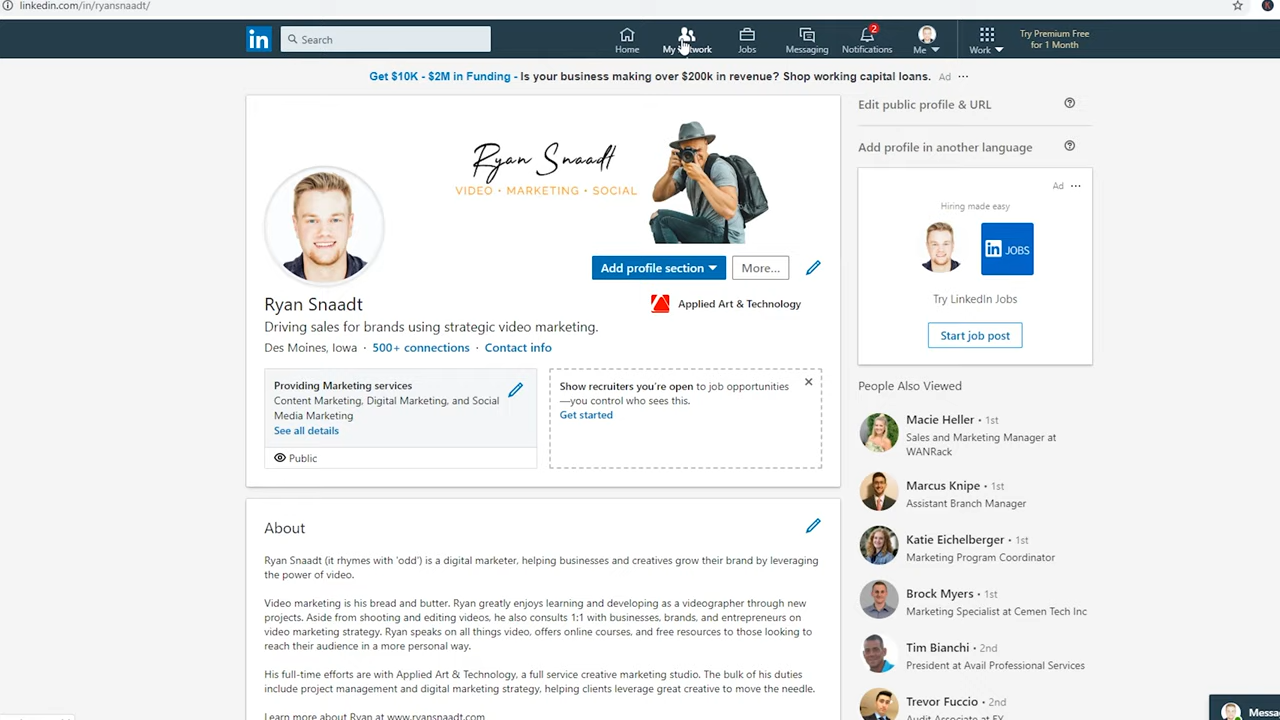 linkedin.com/in/ryansnaadt/
in
Search
Home
My Network
Jobs
Messaging
2
Notifications
Me
Work
Try Premium Free
for 1 Month
Get $10K - $2M in Funding - Is your business making over $200k in revenue? Shop working capital loans. Ad ...
Ryan Snaadt
VIDEO • MARKETING • SOCIAL
Add profile section
More...
Ryan Snaadt
Applied Art & Technology
Driving sales for brands using strategic video marketing.
Des Moines, Iowa · 500+ connections · Contact info
Providing Marketing services
Content Marketing, Digital Marketing, and Social
Media Marketing
See all details
Public
Show recruiters you're open to job opportunities
—you control who sees this.
Get started
About
Ryan Snaadt (it rhymes with 'odd') is a digital marketer, helping businesses and creatives grow their brand by leveraging
the power of video.
Video marketing is his bread and butter. Ryan greatly enjoys learning and developing as a videographer through new
projects. Aside from shooting and editing videos, he also consults 1:1 with businesses, brands, and entrepreneurs on
video marketing strategy. Ryan speaks on all things video, offers online courses, and free resources to those looking to
reach their audience in a more personal way.
His full-time efforts are with Applied Art & Technology, a full service creative marketing studio. The bulk of his duties
include project management and digital marketing strategy, helping clients leverage great creative to move the needle.
Learn more about Ryan at www.ryansnaadt.com
Edit public profile & URL
Add profile in another language
Ad ...
Hiring made easy
in JOBS
Try LinkedIn Jobs
Start job post
People Also Viewed
Macie Heller • 1st
Sales and Marketing Manager at
WANRack
Marcus Knipe • 1st
Assistant Branch Manager
Katie Eichelberger • 1st
Marketing Program Coordinator
Brock Myers • 1st
Marketing Specialist at Cemen Tech Inc
Tim Bianchi • 2nd
President at Avail Professional Services
Trevor Fuccio • 2nd
Audit Associate at EY
Messa